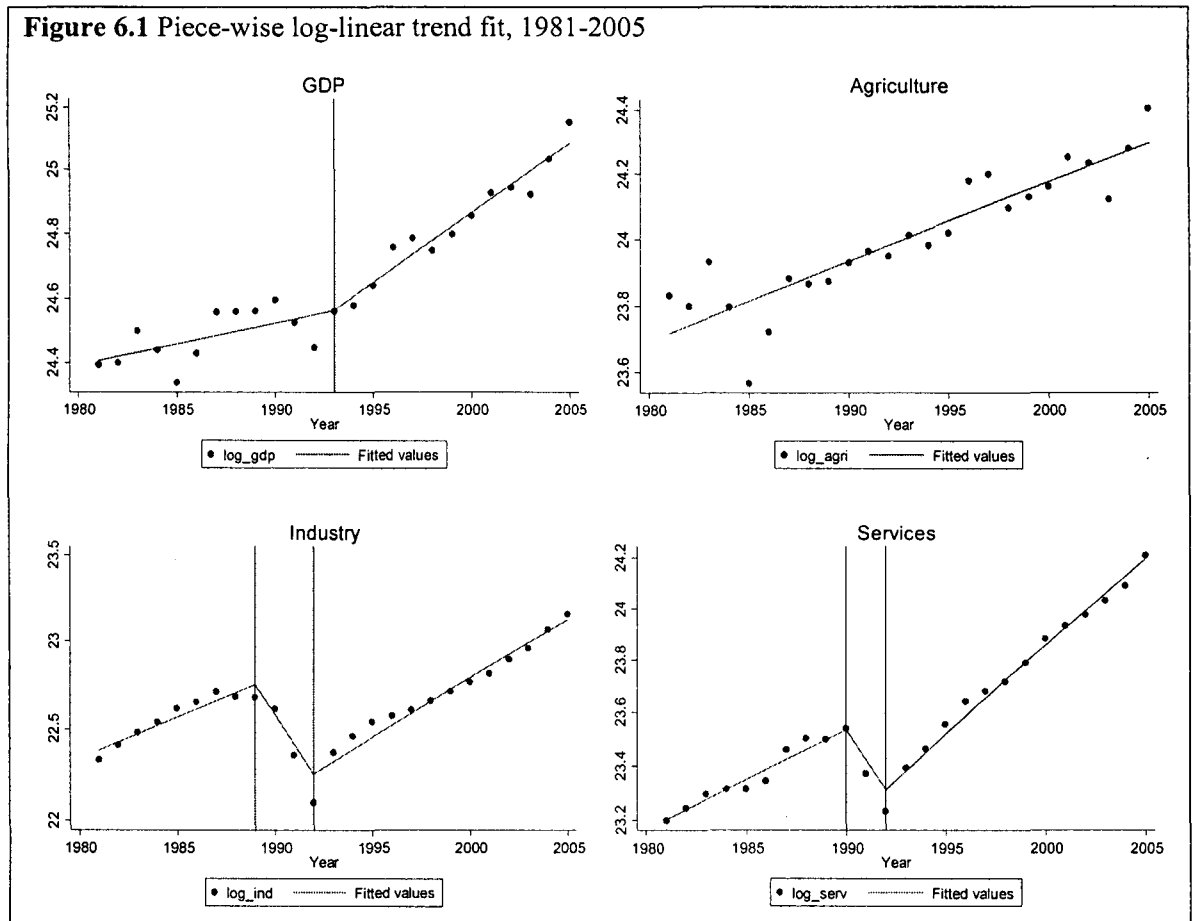 Figure 6.1 Piece-wise log-linear trend fit, 1981-2005
GDP
25.2
25
24.8
24.6
24.4
1980 1985 1990 1995 2000 2005
Year
log_gdp Fitted values
Agriculture
24.4
24.2
24
23.8
23.6
1980 1985 1990 1995 2000 2005
Year
log_agri Fitted values
Industry
23.5
23
22.5
22
1980 1985 1990 1995 2000 2005
Year
log_ind Fitted values
Services
24.2
24
23.8
23.6
23.4
23.2
1980 1985 1990 1995 2000 2005
Year
log_serv Fitted values